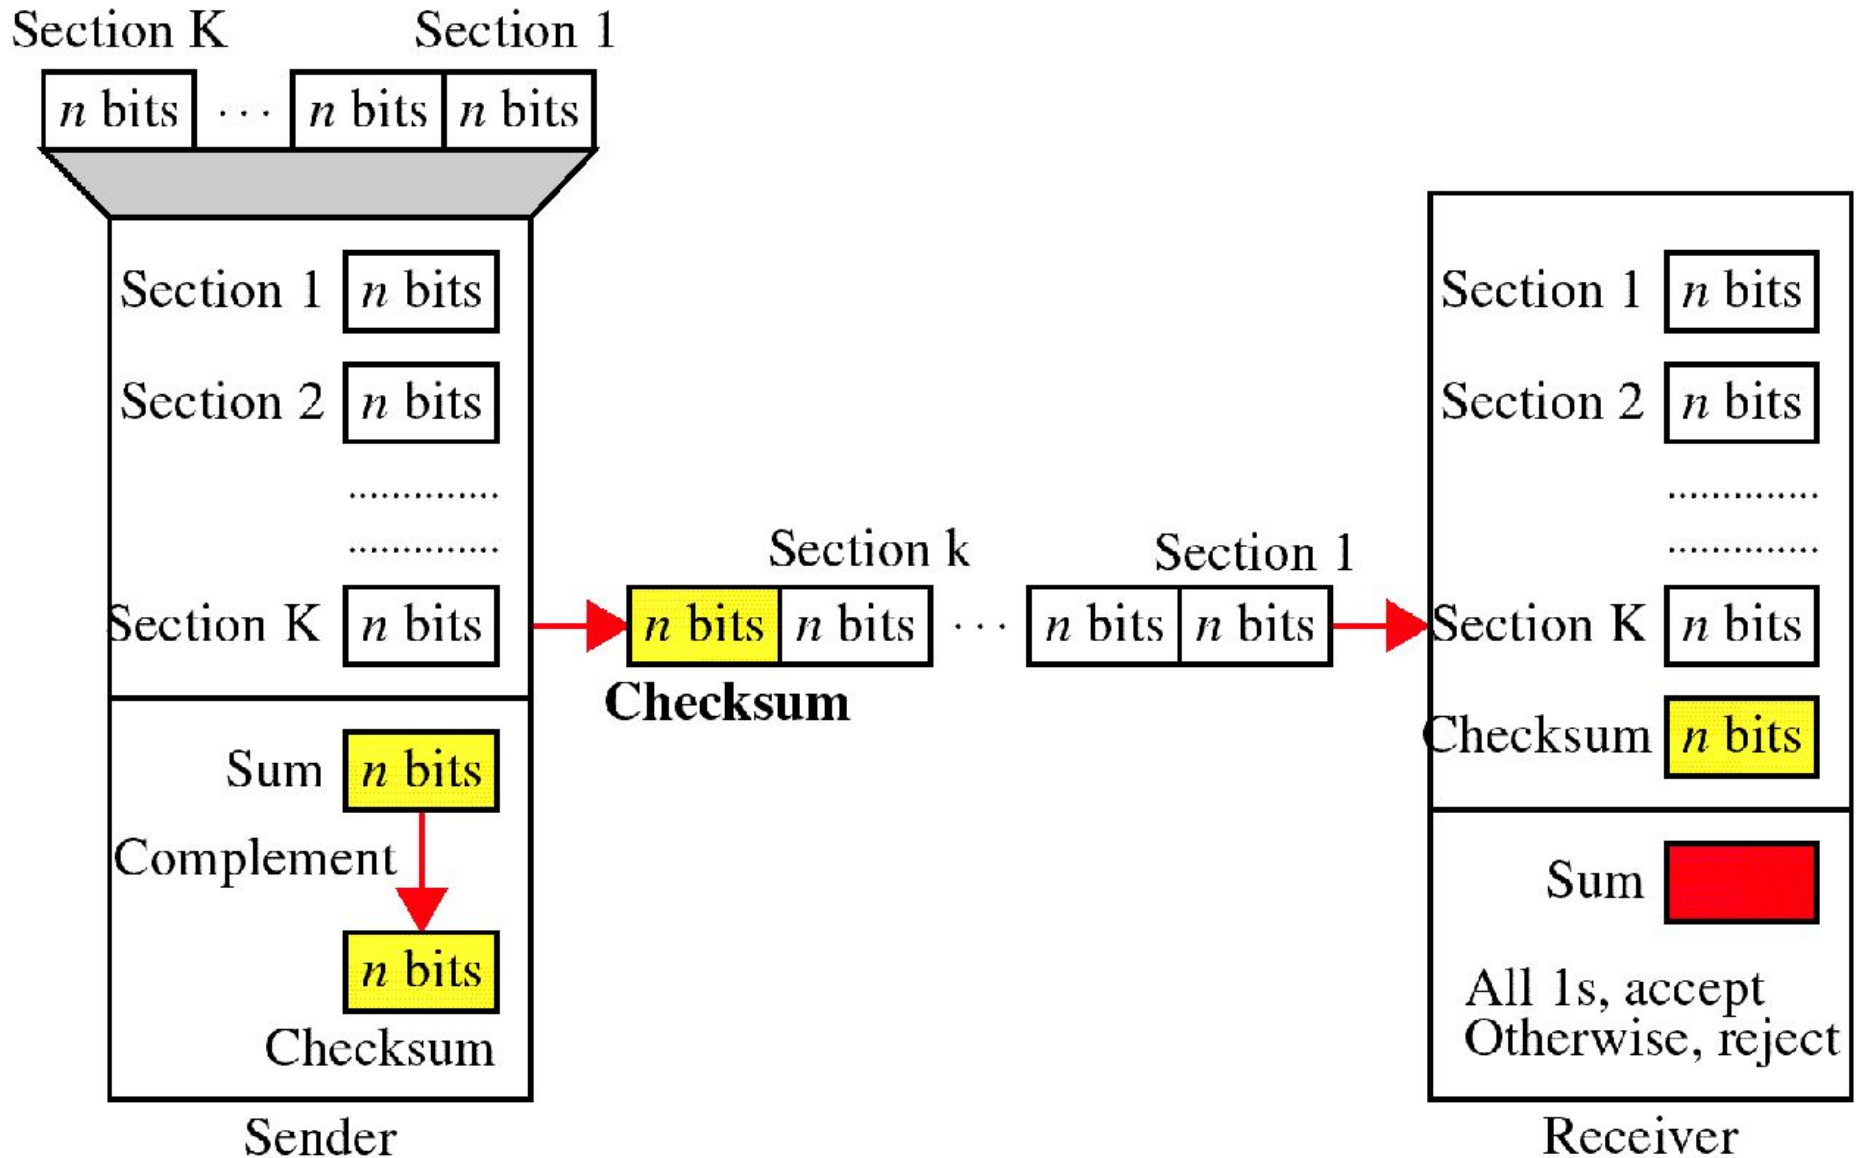 Section K Section 1
n bits ... n bits n bits
Section 1 n bits
Section 2 n bits
..............
..............
Section K n bits
Sum n bits
Complement
n bits
Checksum
Sender
Section k Section 1
n bits n bits ... n bits n bits
Checksum
Section 1 n bits
Section 2 n bits
..............
..............
Section K n bits
Checksum n bits
Sum
All 1s, accept
Otherwise, reject
Receiver